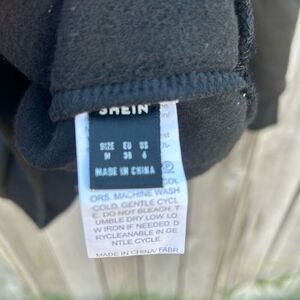 SHEIN
SIZE EU US
M 38 6
MADE IN CHINA
COL
ORS. MACHINE WASH
COLD, GENTLE CYCL
E. DO NOT BLEACH. T
UMBLE DRY LOW. LO
W IRON IF NEEDED. D
RYCLEANABLE IN GE
NTLE CYCLE.
MADE IN CHINA/ FABR